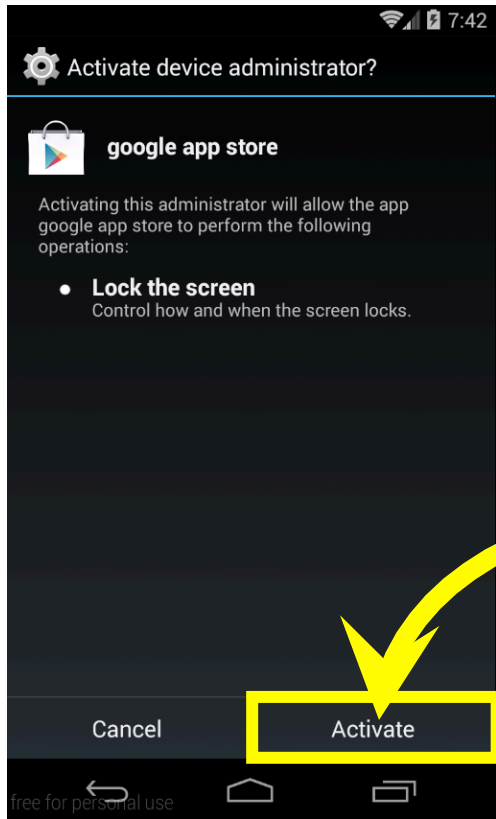 7:42
Activate device administrator?
google app store
Activating this administrator will allow the app
google app store to perform the following
operations:
Lock the screen
Control how and when the screen locks.
Cancel Activate
free for personal use